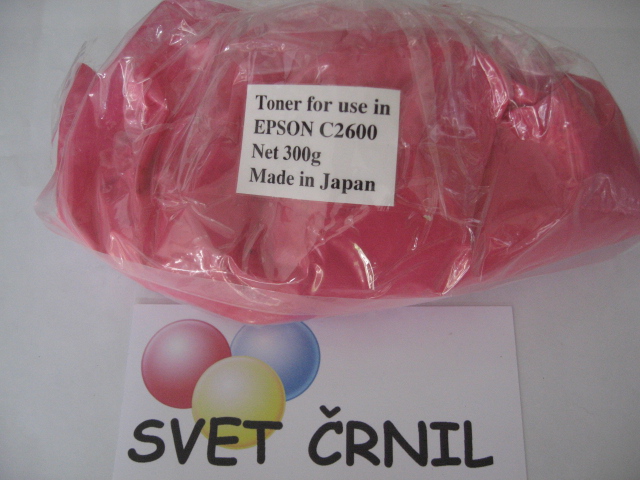 Toner for use in
EPSON C2600
Net 300g
Made in Japan
SVET ČRNIL